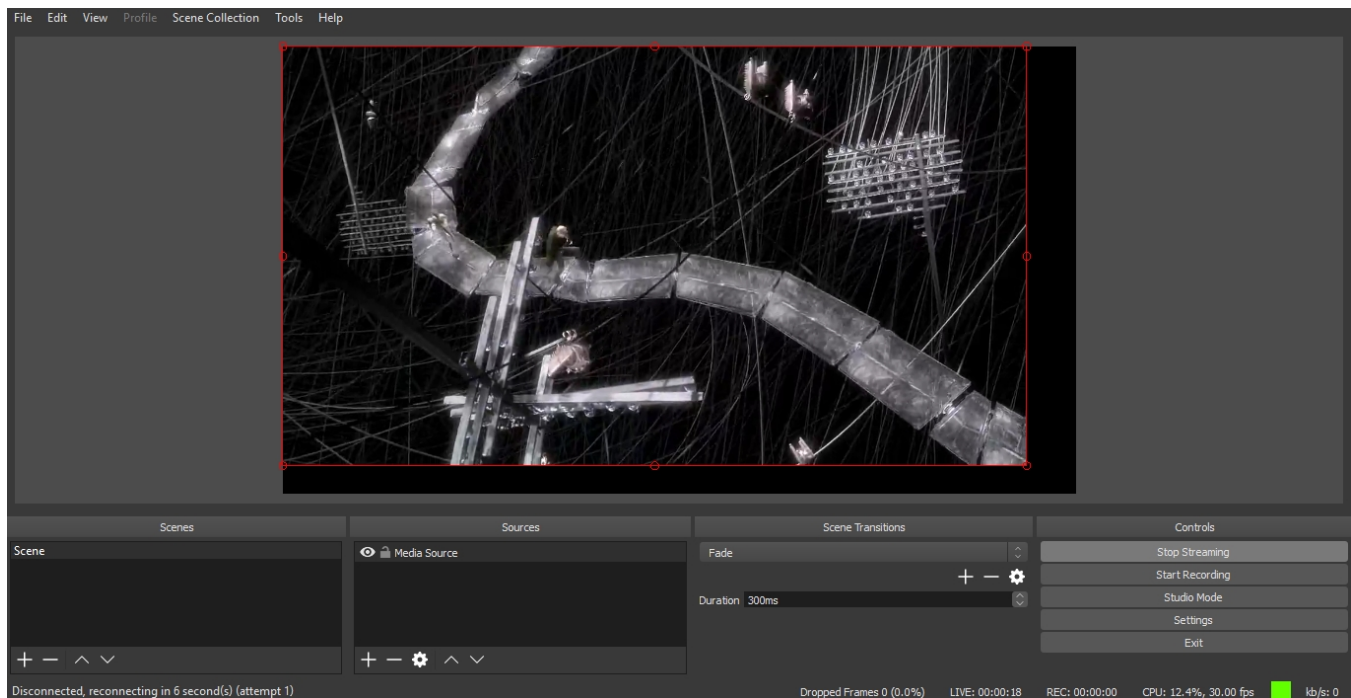 File Edit View Profile Scene Collection Tools Help
Scenes
Scene
Sources
Media Source
Scene Transitions
Fade
Duration 300ms
Controls
Stop Streaming
Start Recording
Studio Mode
Settings
Exit
Disconnected, reconnecting in 6 second(s) (attempt 1) Dropped Frames 0 (0.0%) LIVE: 00:00:18 REC: 00:00:00 CPU: 12.4%, 30.00 fps kb/s: 0